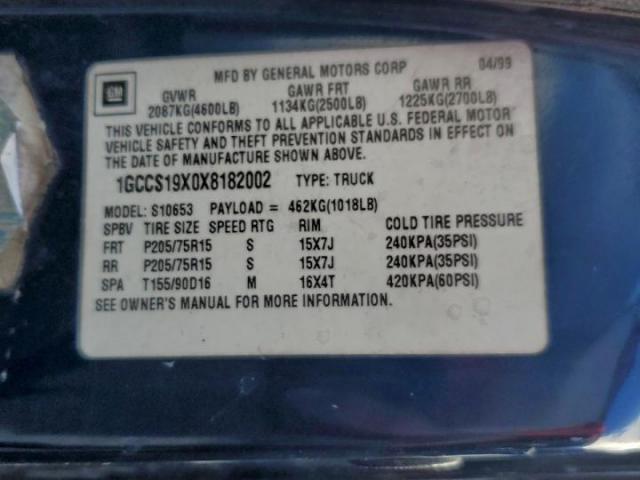 GM
MFD BY GENERAL MOTORS CORP 04/99
GVWR GAWR FRT GAWR RR
2087KG(4600LB) 1134KG(2500LB) 1225KG(2700LB)
THIS VEHICLE CONFORMS TO ALL APPLICABLE U.S. FEDERAL MOTOR
VEHICLE SAFETY AND THEFT PREVENTION STANDARDS IN EFFECT ON
THE DATE OF MANUFACTURE SHOWN ABOVE.
1GCCS19X0X8182002 TYPE: TRUCK
MODEL: S10653 PAYLOAD = 462KG(1018LB)
SPBV TIRE SIZE SPEED RTG RIM COLD TIRE PRESSURE
FRT P205/75R15 S 15X7J 240KPA(35PSI)
RR P205/75R15 S 15X7J 240KPA(35PSI)
SPA T155/90D16 M 16X4T 420KPA(60PSI)
SEE OWNER'S MANUAL FOR MORE INFORMATION.